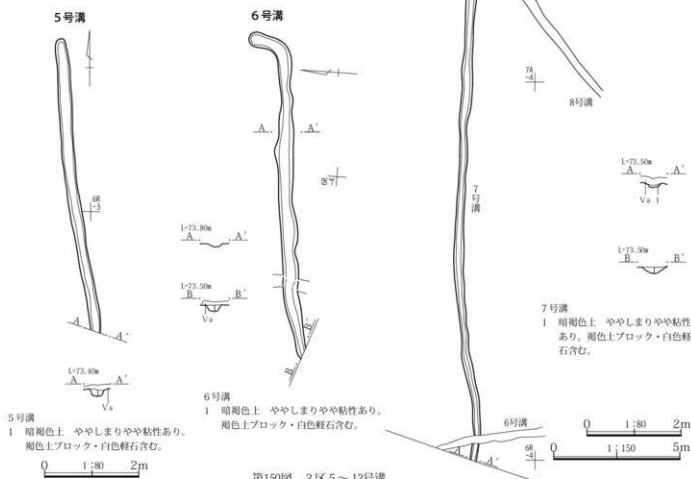 5号溝
6号溝
7A
-4
8号溝
L=73.50m
A A'
Va 1
L=73.50m
B B'
7号溝
6R
-3
A A'
L=73.80m
A A'
L=73.50m
B B'
Va
B B'
A A'
L=73.40m
A A'
Va
5号溝
1 暗褐色土 ややしまりやや粘性あり。
褐色土ブロック・白色軽石含む。
0 1:80 2m
6号溝
1 暗褐色土 ややしまりやや粘性あり。
褐色土ブロック・白色軽石含む。
7号溝
1 暗褐色土 ややしまりやや粘性
あり。褐色土ブロック・白色軽
石含む。
6号溝
6R
-4
A A'
0 1:80 2m
0 1:150 5m
第150図 2区5～12号溝